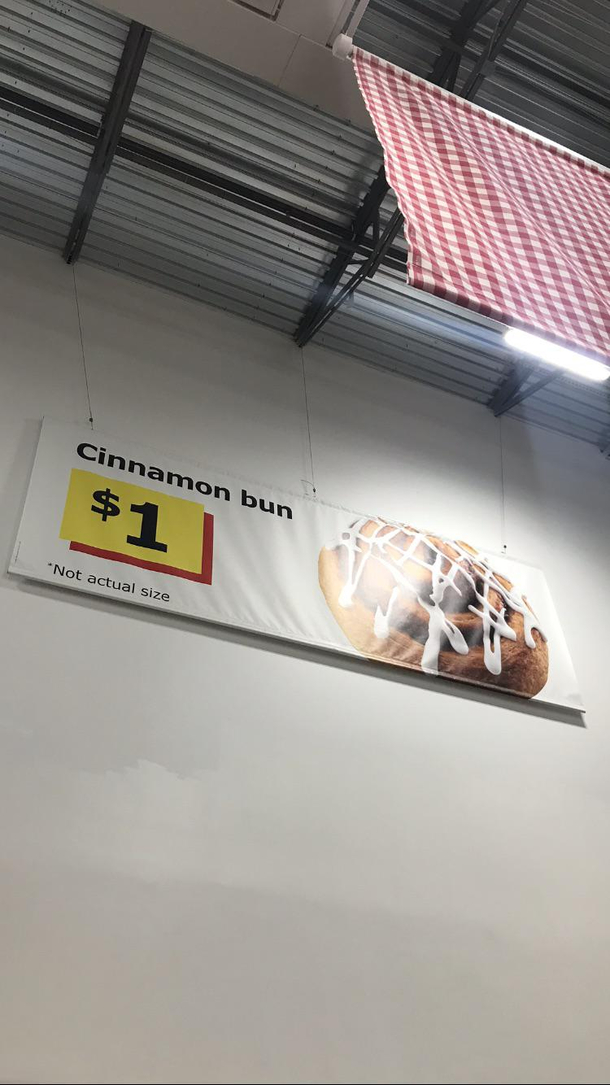 Cinnamon bun
$1
*Not actual size